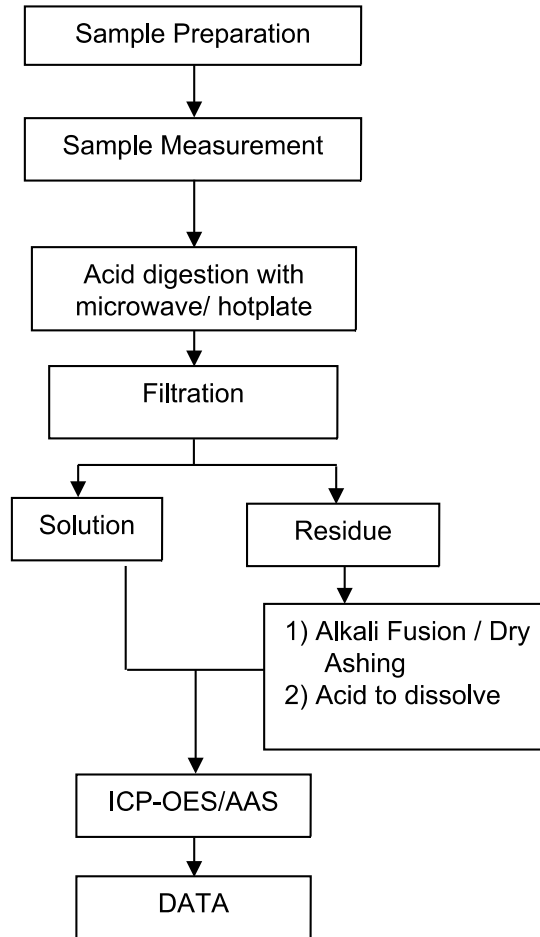 Sample Preparation
Sample Measurement
Acid digestion with
microwave/ hotplate
Filtration
Solution
Residue
1) Alkali Fusion / Dry
Ashing
2) Acid to dissolve
ICP-OES/AAS
DATA